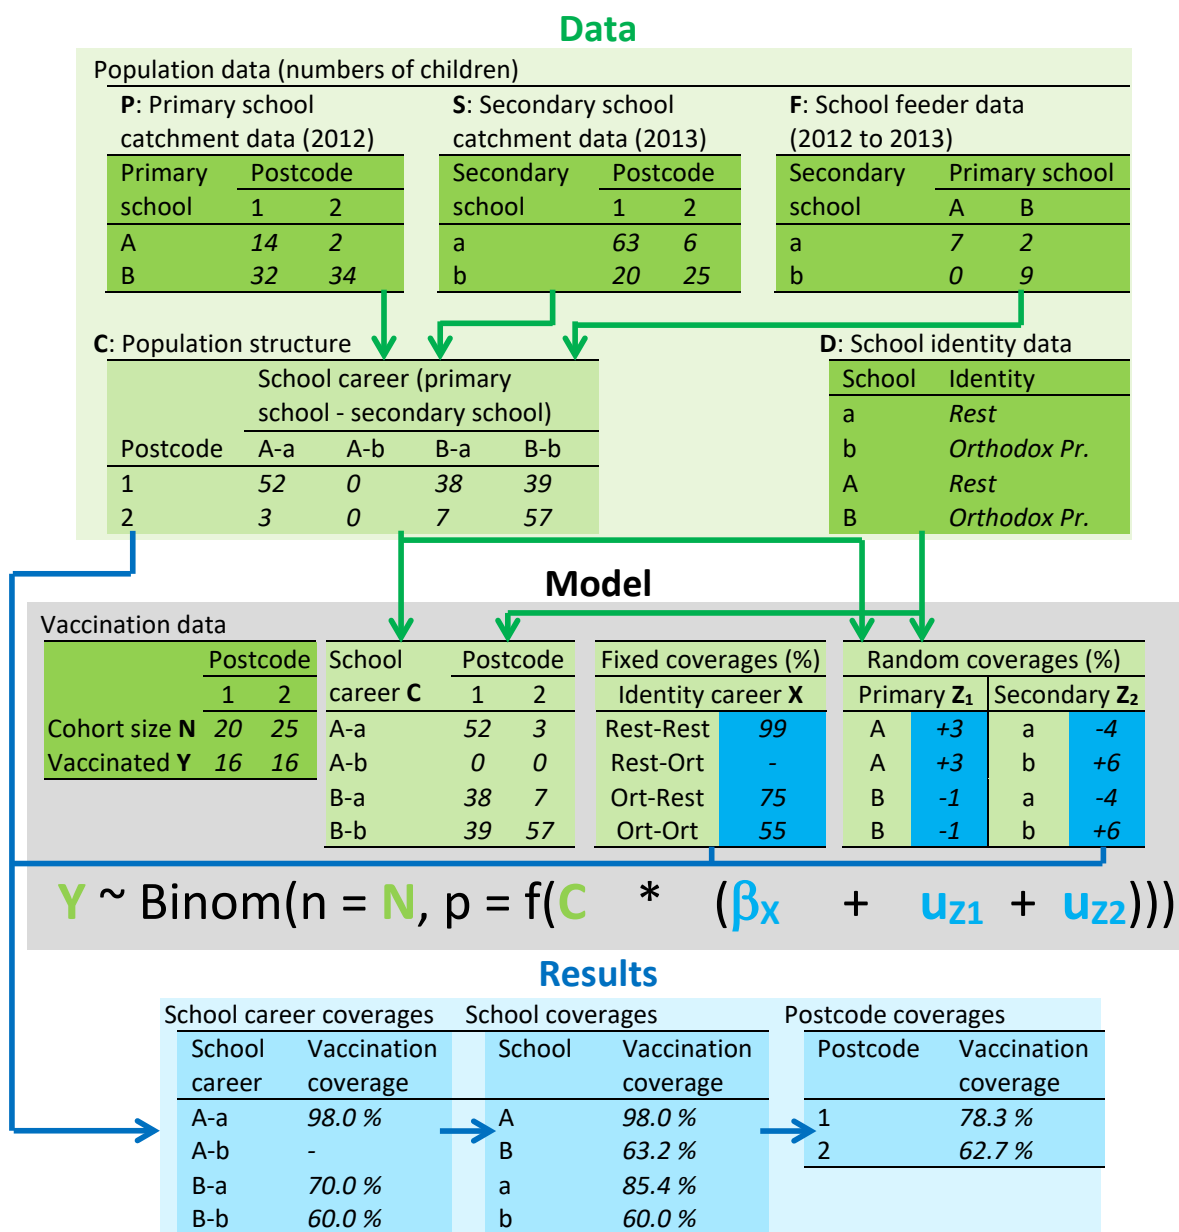 Data
Population data (numbers of children)
P: Primary school S: Secondary school F: School feeder data
catchment data (2012) catchment data (2013) (2012 to 2013)
Primary Postcode Secondary Postcode Secondary Primary school
school 1 2 school 1 2 school A B
A 14 2 a 63 6 a 7 2
B 32 34 b 20 25 b 0 9
C: Population structure D: School identity data
School career (primary School Identity
school - secondary school) a Rest
b Orthodox Pr.
Postcode A-a A-b B-a B-b
1 52 0 38 39 A Rest
2 3 0 7 57 B Orthodox Pr.
Model
Vaccination data
Postcode School Postcode Fixed coverages (%) Random coverages (%)
1 2 career C 1 2 Identity career X Primary Z1 Secondary Z2
Cohort size N 20 25 A-a 52 3 Rest-Rest 99 A +3 a -4
Vaccinated Y 16 16 A-b 0 0 Rest-Ort - A +3 b +6
B-a 38 7 Ort-Rest 75 B -1 a -4
B-b 39 57 Ort-Ort 55 B -1 b +6
Y ~ Binom(n = N, p = f(C * (βX + uZ1 + uZ2)))
Results
School career coverages School coverages Postcode coverages
School Vaccination School Vaccination Postcode Vaccination
career coverage coverage coverage
A-a 98.0 % A 98.0 % 1 78.3 %
A-b - B 63.2 % 2 62.7 %
B-a 70.0 % a 85.4 %
B-b 60.0 % b 60.0 %